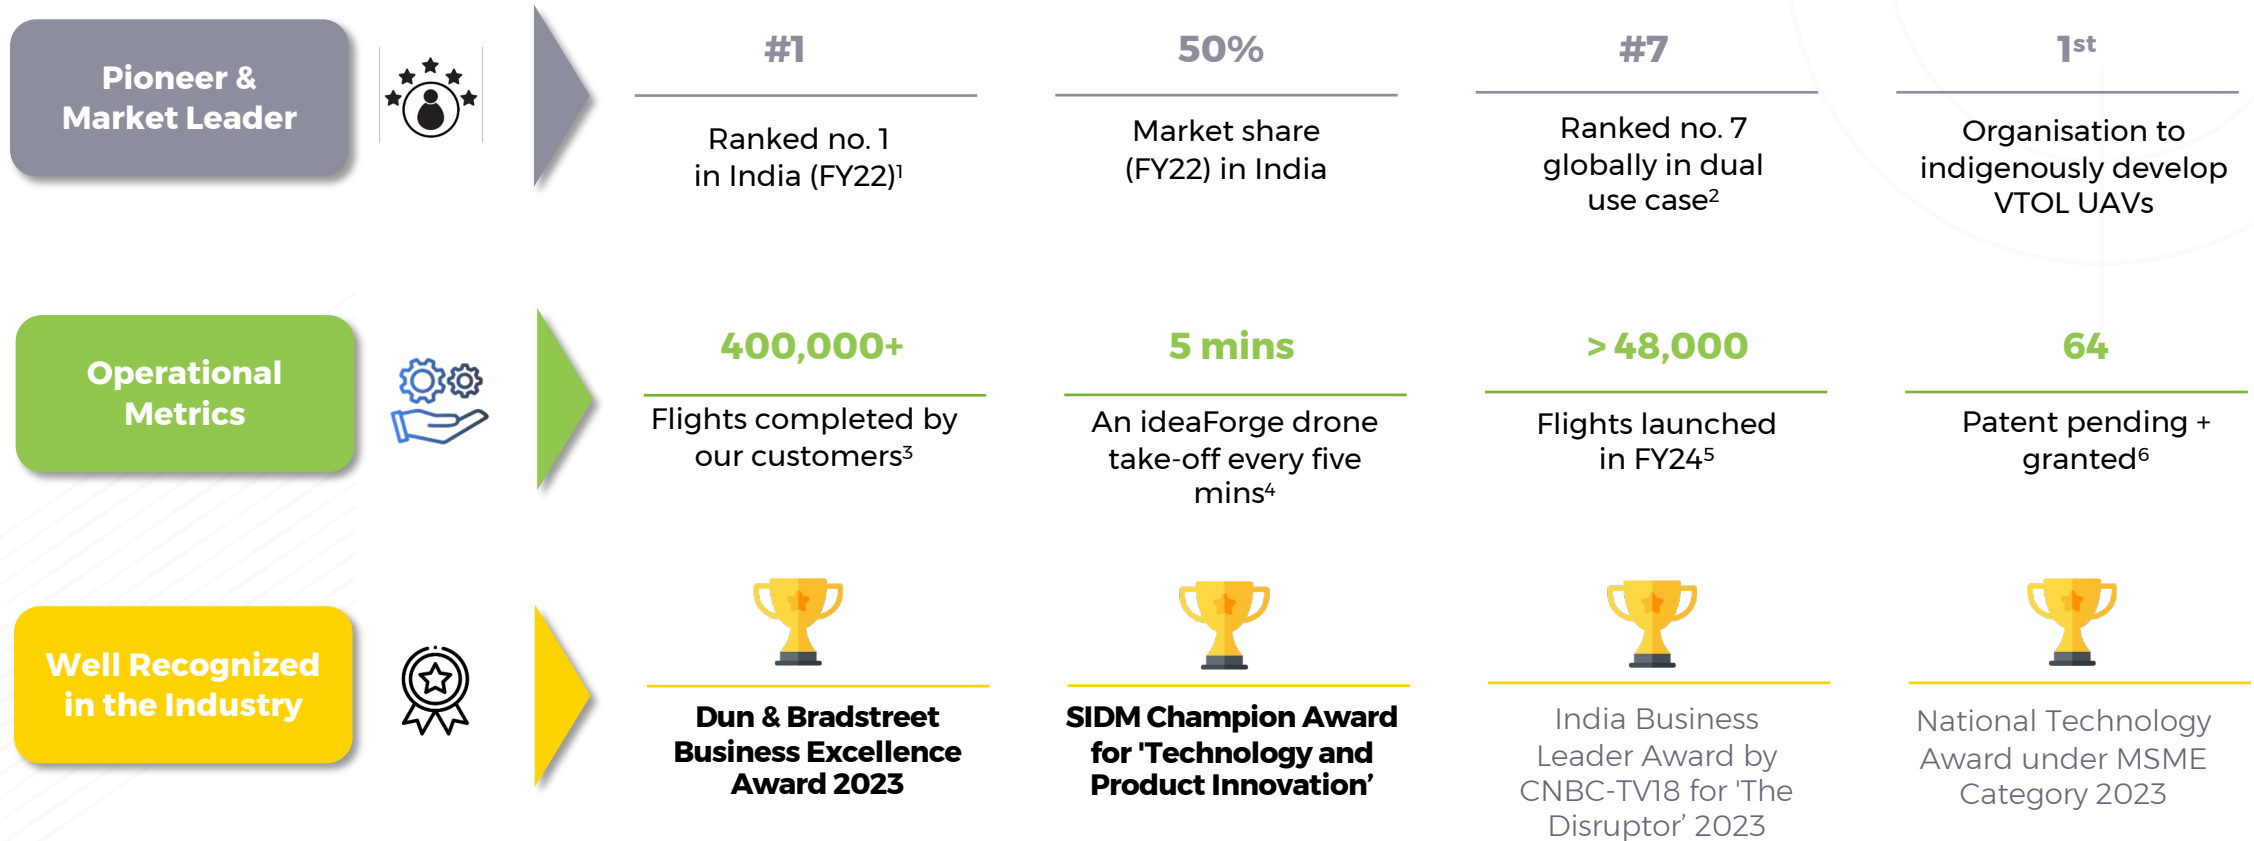 Pioneer &
Market Leader
#1
Ranked no. 1
in India (FY22)¹
50%
Market share
(FY22) in India
#7
Ranked no. 7
globally in dual
use case²
1st
Organisation to
indigenously develop
VTOL UAVs
Operational
Metrics
400,000+
Flights completed by
our customers³
5 mins
An ideaForge drone
take-off every five
mins⁴
> 48,000
Flights launched
in FY24⁵
64
Patent pending +
granted⁶
Well Recognized
in the Industry
Dun & Bradstreet
Business Excellence
Award 2023
SIDM Champion Award
for 'Technology and
Product Innovation’
India Business
Leader Award by
CNBC-TV18 for 'The
Disruptor’ 2023
National Technology
Award under MSME
Category 2023